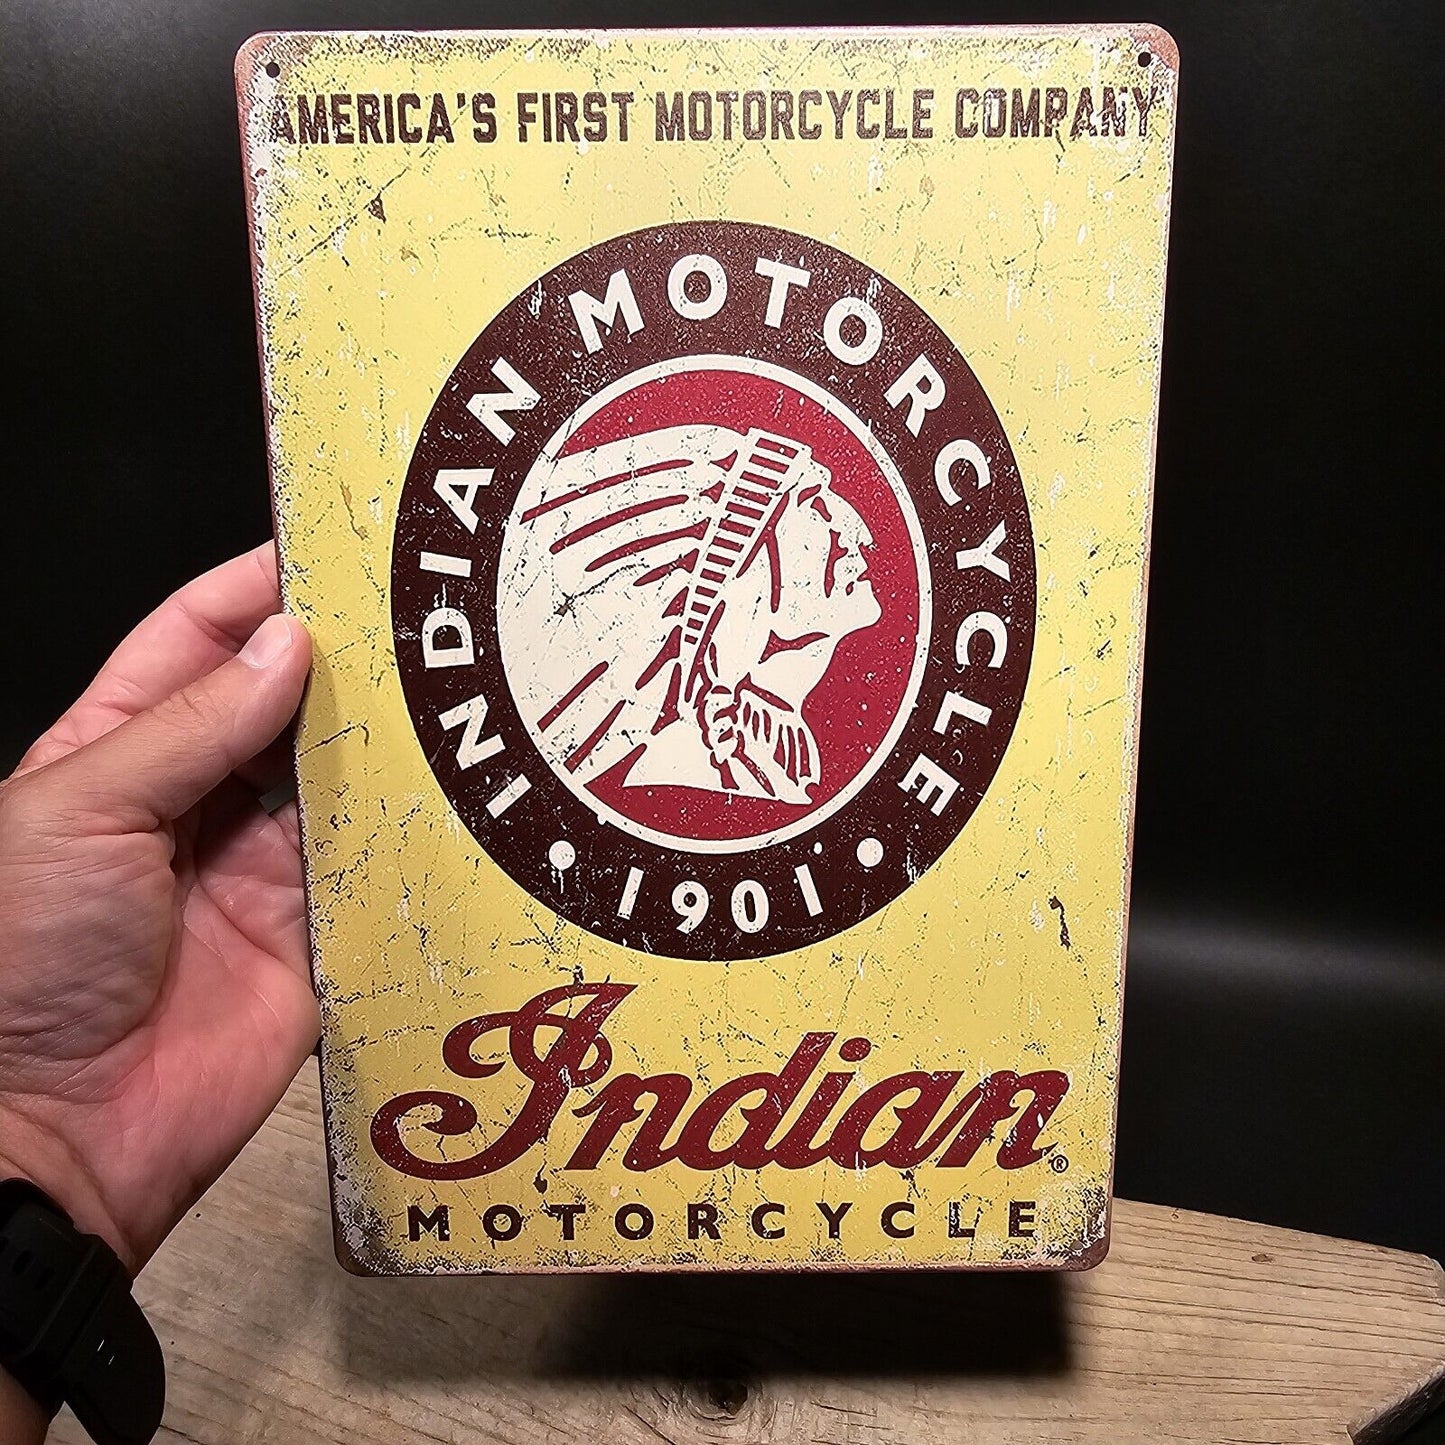 AMERICA'S FIRST MOTORCYCLE COMPANY
INDIAN MOTORCYCLE
• 1901 •
Indian®
MOTORCYCLE